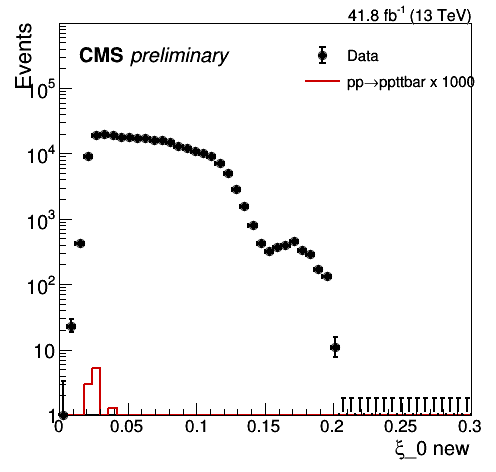 41.8 fb⁻¹ (13 TeV)
Events
CMS preliminary
Data
pp→ppttbar x 1000
10⁵
10⁴
10³
10²
10
1
0 0.05 0.1 0.15 0.2 0.25 0.3
ξ_0 new